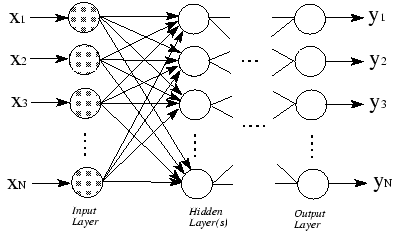 x1 y1
x2 y2
x3 y3
xN yN
Input Hidden Output
Layer Layer(s) Layer